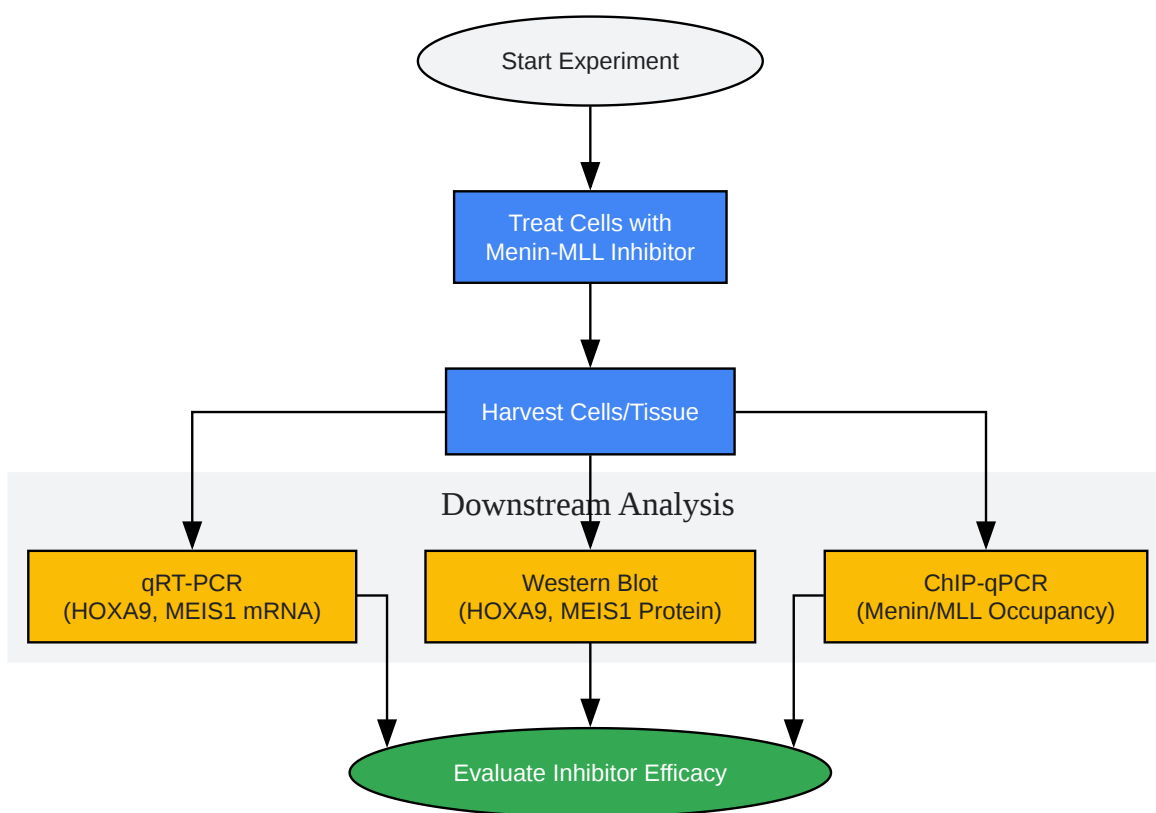 Start Experiment
Treat Cells with
Menin-MLL Inhibitor
Harvest Cells/Tissue
Downstream Analysis
qRT-PCR
(HOXA9, MEIS1 mRNA)
Western Blot
(HOXA9, MEIS1 Protein)
ChIP-qPCR
(Menin/MLL Occupancy)
Evaluate Inhibitor Efficacy